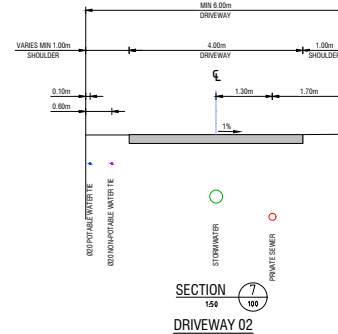 MIN 6.00m
DRIVEWAY
VARIES MIN 1.00m
SHOULDER
4.00m
DRIVEWAY
1.00m
SHOULDER
0.10m
0.60m
℄
1.30m
1.70m
1%
Ø20 POTABLE WATER TIE
Ø20 NON-POTABLE WATER TIE
STORMWATER
PRIVATE SEWER
SECTION
1:50
7
100
DRIVEWAY 02